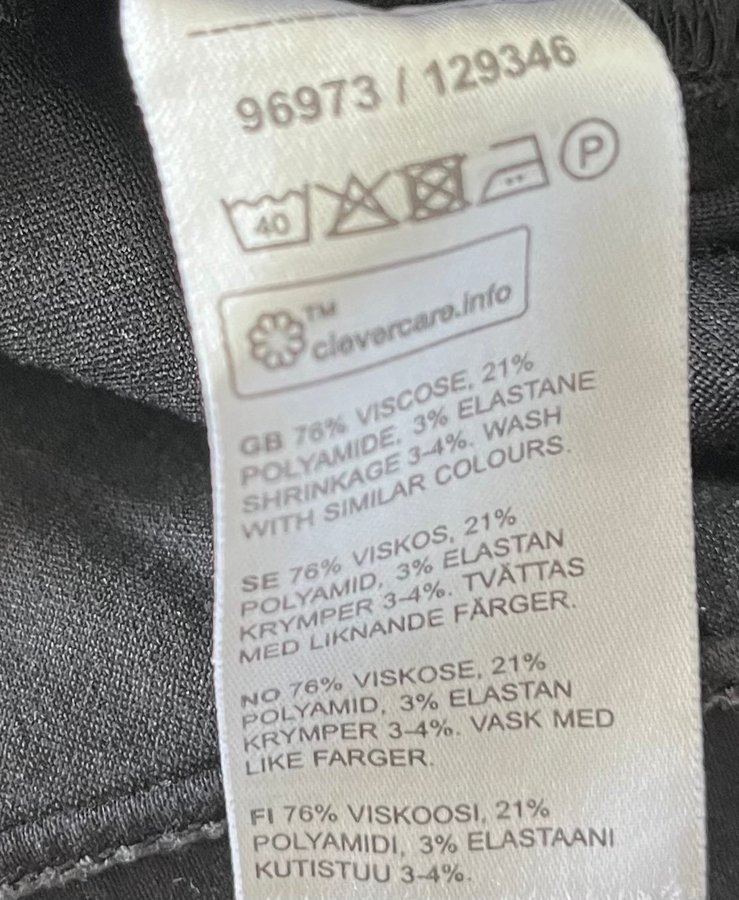 96973 / 129346
40
P
™
clevercare.info
GB 76% VISCOSE, 21%
POLYAMIDE, 3% ELASTANE
SHRINKAGE 3-4%. WASH
WITH SIMILAR COLOURS.
SE 76% VISKOS, 21%
POLYAMID, 3% ELASTAN
KRYMPER 3-4%. TVÄTTAS
MED LIKNANDE FÄRGER.
NO 76% VISKOSE, 21%
POLYAMID, 3% ELASTAN
KRYMPER 3-4%. VASK MED
LIKE FARGER.
FI 76% VISKOOSI, 21%
POLYAMIDI, 3% ELASTAANI
KUTISTUU 3-4%.